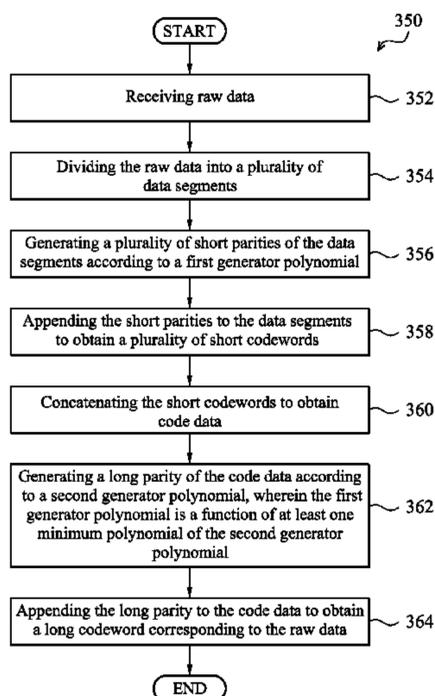 START
350
Receiving raw data
352
Dividing the raw data into a plurality of
data segments
354
Generating a plurality of short parities of the data
segments according to a first generator polynomial
356
Appending the short parities to the data segments
to obtain a plurality of short codewords
358
Concatenating the short codewords to obtain
code data
360
Generating a long parity of the code data according
to a second generator polynomial, wherein the first
generator polynomial is a function of at least one
minimum polynomial of the second generator
polynomial
362
Appending the long parity to the code data to obtain
a long codeword corresponding to the raw data
364
END